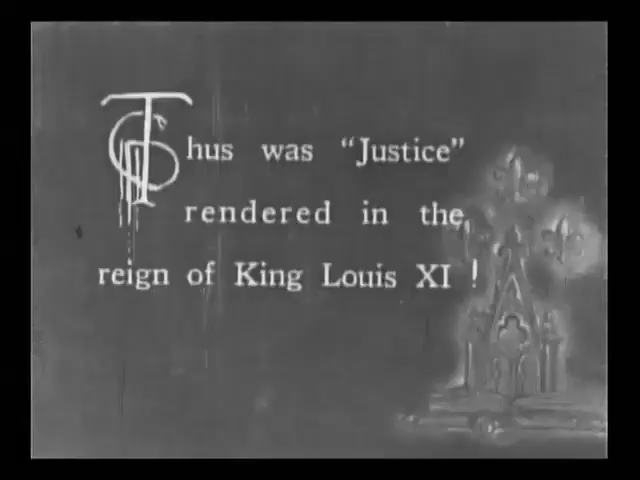 Thus was “Justice”
rendered in the
reign of King Louis XI !